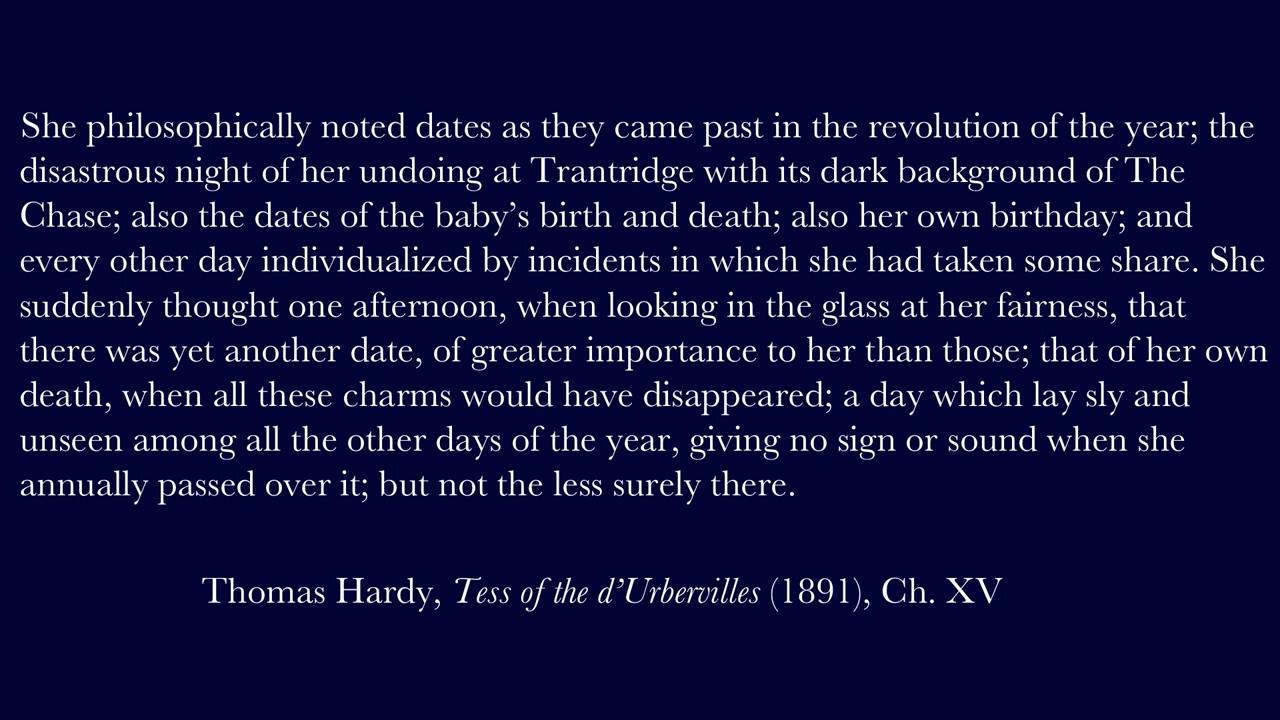 She philosophically noted dates as they came past in the revolution of the year; the
disastrous night of her undoing at Trantridge with its dark background of The
Chase; also the dates of the baby’s birth and death; also her own birthday; and
every other day individualized by incidents in which she had taken some share. She
suddenly thought one afternoon, when looking in the glass at her fairness, that
there was yet another date, of greater importance to her than those; that of her own
death, when all these charms would have disappeared; a day which lay sly and
unseen among all the other days of the year, giving no sign or sound when she
annually passed over it; but not the less surely there.
Thomas Hardy, Tess of the d’Urbervilles (1891), Ch. XV